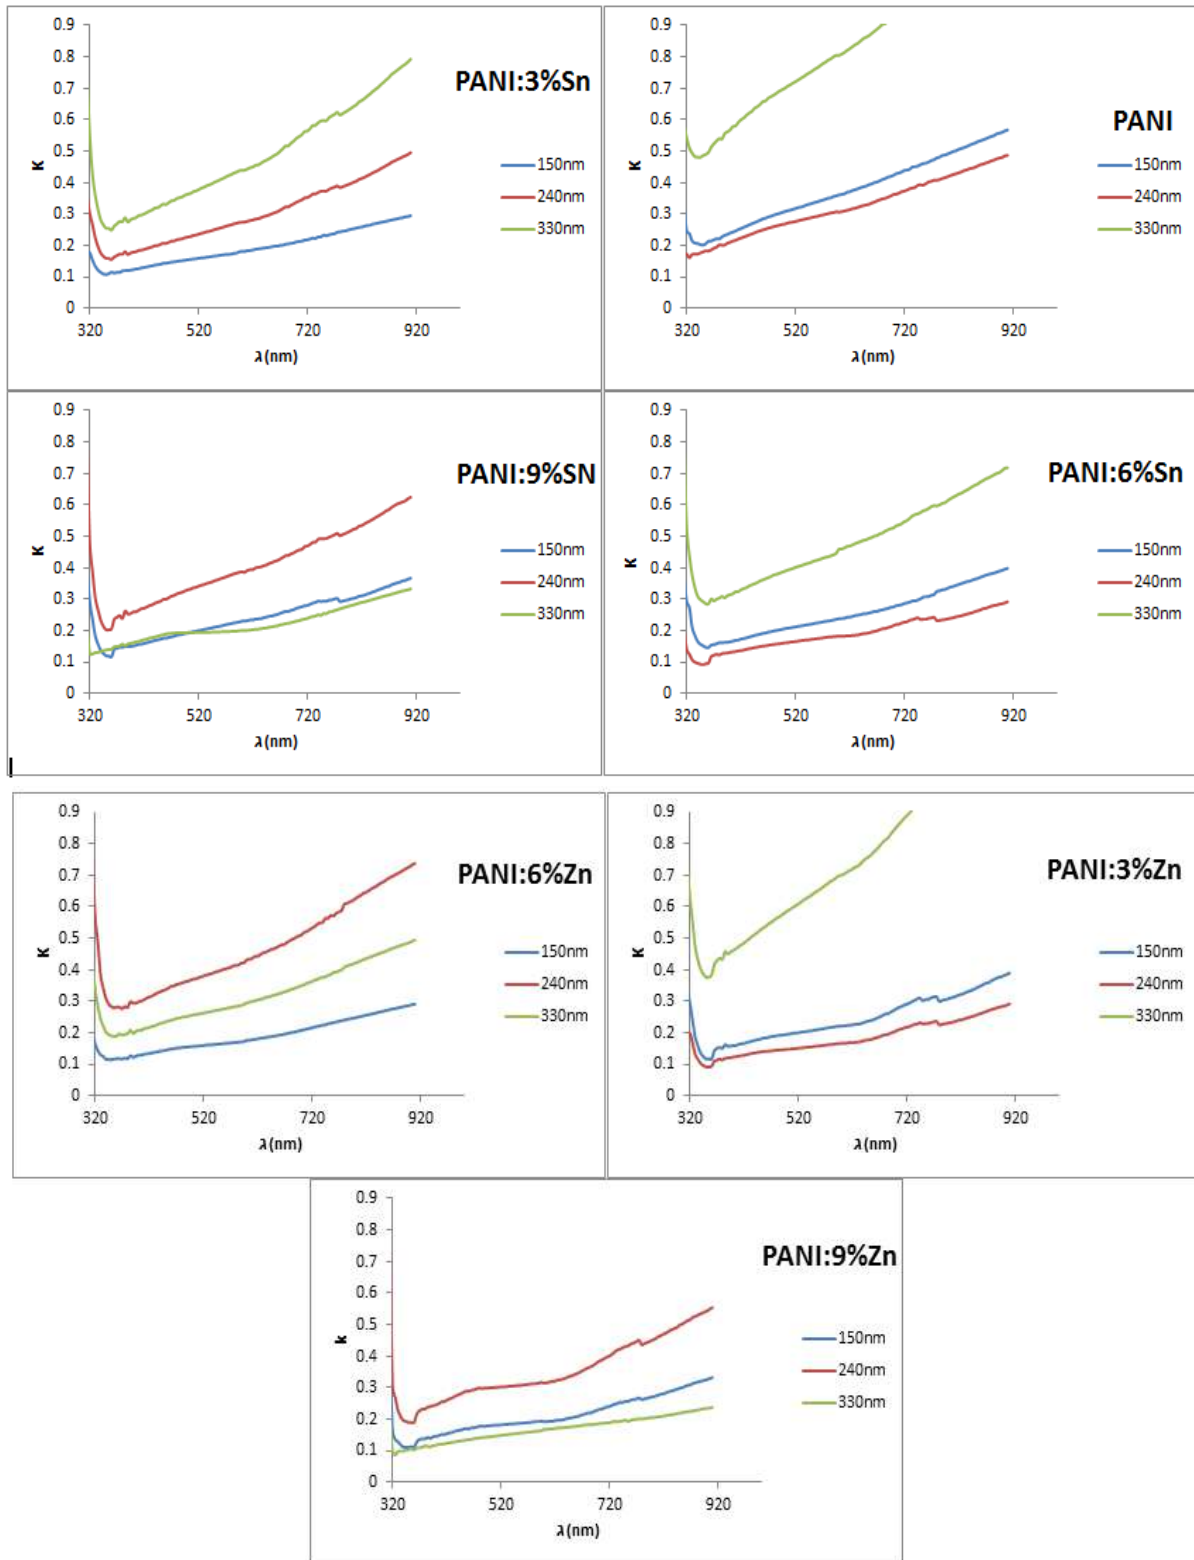 0.9
0.8
0.7
0.6
0.5
0.4
0.3
0.2
0.1
0
K
320 520 720 920
λ (nm)
PANI:3%Sn
150nm
240nm
330nm
0.9
0.8
0.7
0.6
0.5
0.4
0.3
0.2
0.1
0
K
320 520 720 920
λ (nm)
PANI
150nm
240nm
330nm
0.9
0.8
0.7
0.6
0.5
0.4
0.3
0.2
0.1
0
K
320 520 720 920
λ (nm)
PANI:9%SN
150nm
240nm
330nm
0.9
0.8
0.7
0.6
0.5
0.4
0.3
0.2
0.1
0
K
320 520 720 920
λ (nm)
PANI:6%Sn
150nm
240nm
330nm
0.9
0.8
0.7
0.6
0.5
0.4
0.3
0.2
0.1
0
K
320 520 720 920
λ (nm)
PANI:6%Zn
150nm
240nm
330nm
0.9
0.8
0.7
0.6
0.5
0.4
0.3
0.2
0.1
0
K
320 520 720 920
λ (nm)
PANI:3%Zn
150nm
240nm
330nm
0.9
0.8
0.7
0.6
0.5
0.4
0.3
0.2
0.1
0
k
320 520 720 920
λ (nm)
PANI:9%Zn
150nm
240nm
330nm